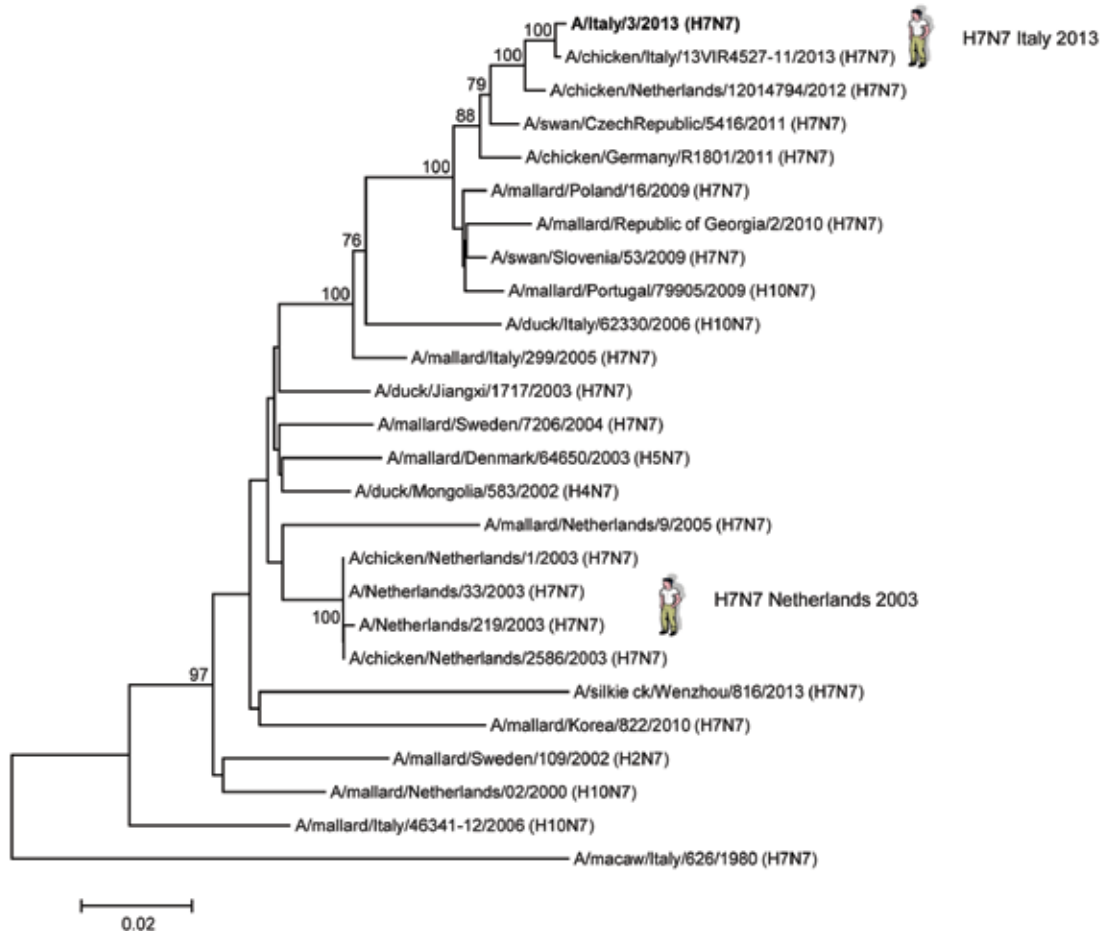 100
A/Italy/3/2013 (H7N7)
H7N7 Italy 2013
100
A/chicken/Italy/13VIR4527-11/2013 (H7N7)
79
A/chicken/Netherlands/12014794/2012 (H7N7)
88
A/swan/CzechRepublic/5416/2011 (H7N7)
A/chicken/Germany/R1801/2011 (H7N7)
100
A/mallard/Poland/16/2009 (H7N7)
A/mallard/Republic of Georgia/2/2010 (H7N7)
76
A/swan/Slovenia/53/2009 (H7N7)
100
A/mallard/Portugal/79905/2009 (H10N7)
A/duck/Italy/62330/2006 (H10N7)
A/mallard/Italy/299/2005 (H7N7)
A/duck/Jiangxi/1717/2003 (H7N7)
A/mallard/Sweden/7206/2004 (H7N7)
A/mallard/Denmark/64650/2003 (H5N7)
A/duck/Mongolia/583/2002 (H4N7)
A/mallard/Netherlands/9/2005 (H7N7)
A/chicken/Netherlands/1/2003 (H7N7)
A/Netherlands/33/2003 (H7N7)
H7N7 Netherlands 2003
100
A/Netherlands/219/2003 (H7N7)
A/chicken/Netherlands/2586/2003 (H7N7)
97
A/silkie ck/Wenzhou/816/2013 (H7N7)
A/mallard/Korea/822/2010 (H7N7)
A/mallard/Sweden/109/2002 (H2N7)
A/mallard/Netherlands/02/2000 (H10N7)
A/mallard/Italy/46341-12/2006 (H10N7)
A/macaw/Italy/626/1980 (H7N7)
0.02